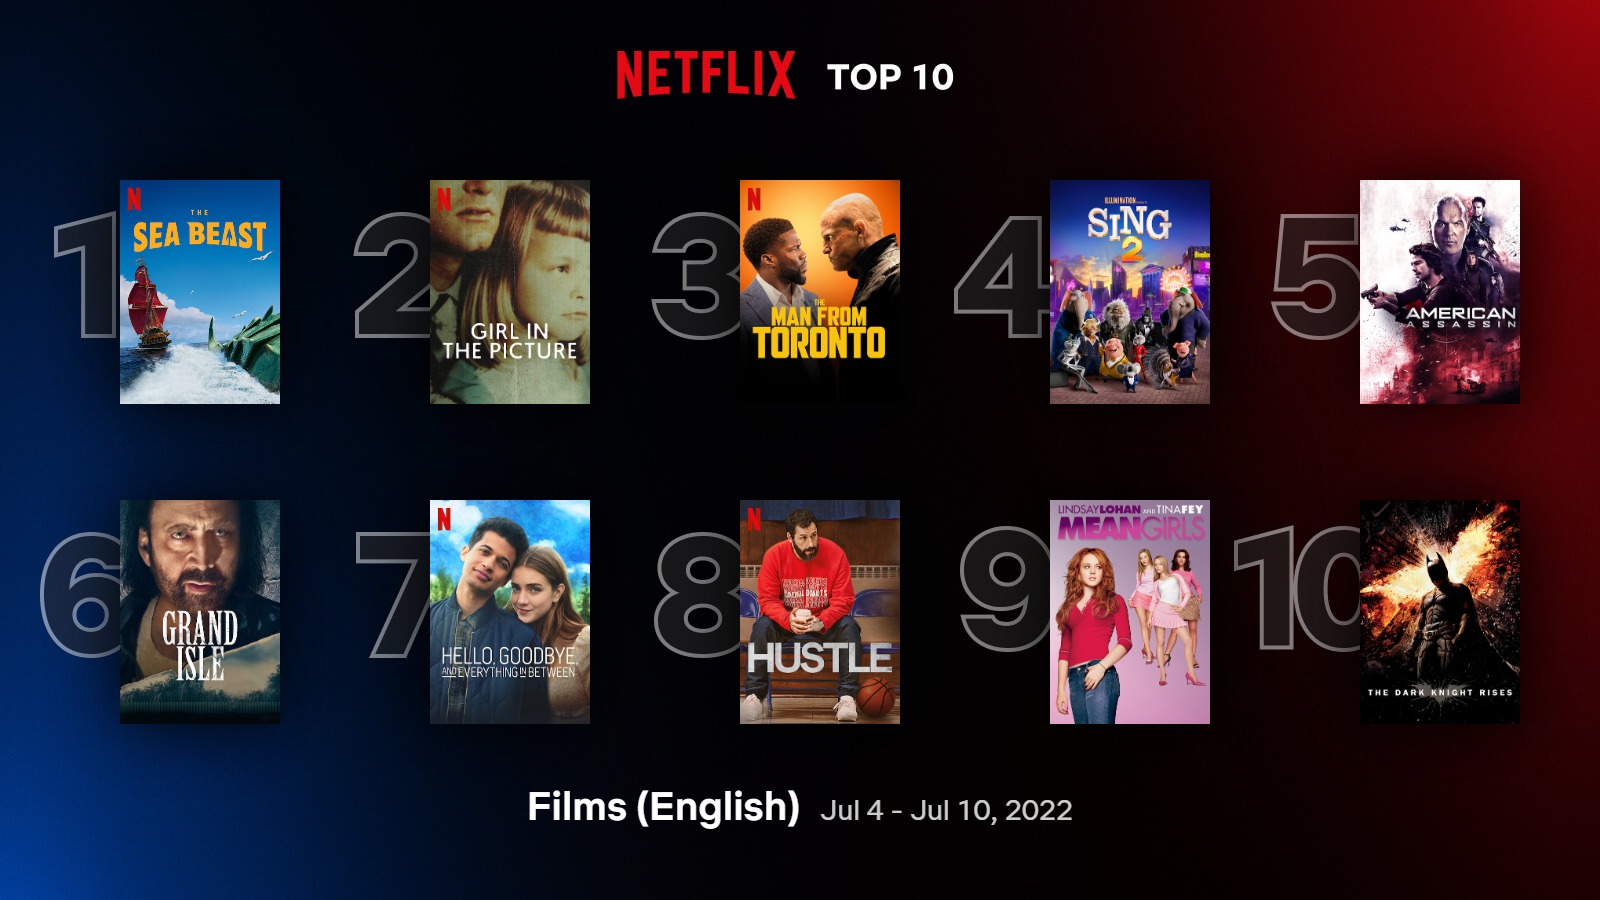 NETFLIX TOP 10
1
N
THE
SEA BEAST
2
N
GIRL IN
THE PICTURE
3
N
THE
MAN FROM
TORONTO
4
ILLUMINATION
SING
2
5
AMERICAN
ASSASSIN
6
GRAND
ISLE
7
N
HELLO, GOODBYE,
AND EVERYTHING IN BETWEEN
8
N
HUSTLE
9
LINDSAY LOHAN AND TINA FEY
MEAN GIRLS
10
THE DARK KNIGHT RISES
Films (English) Jul 4 - Jul 10, 2022